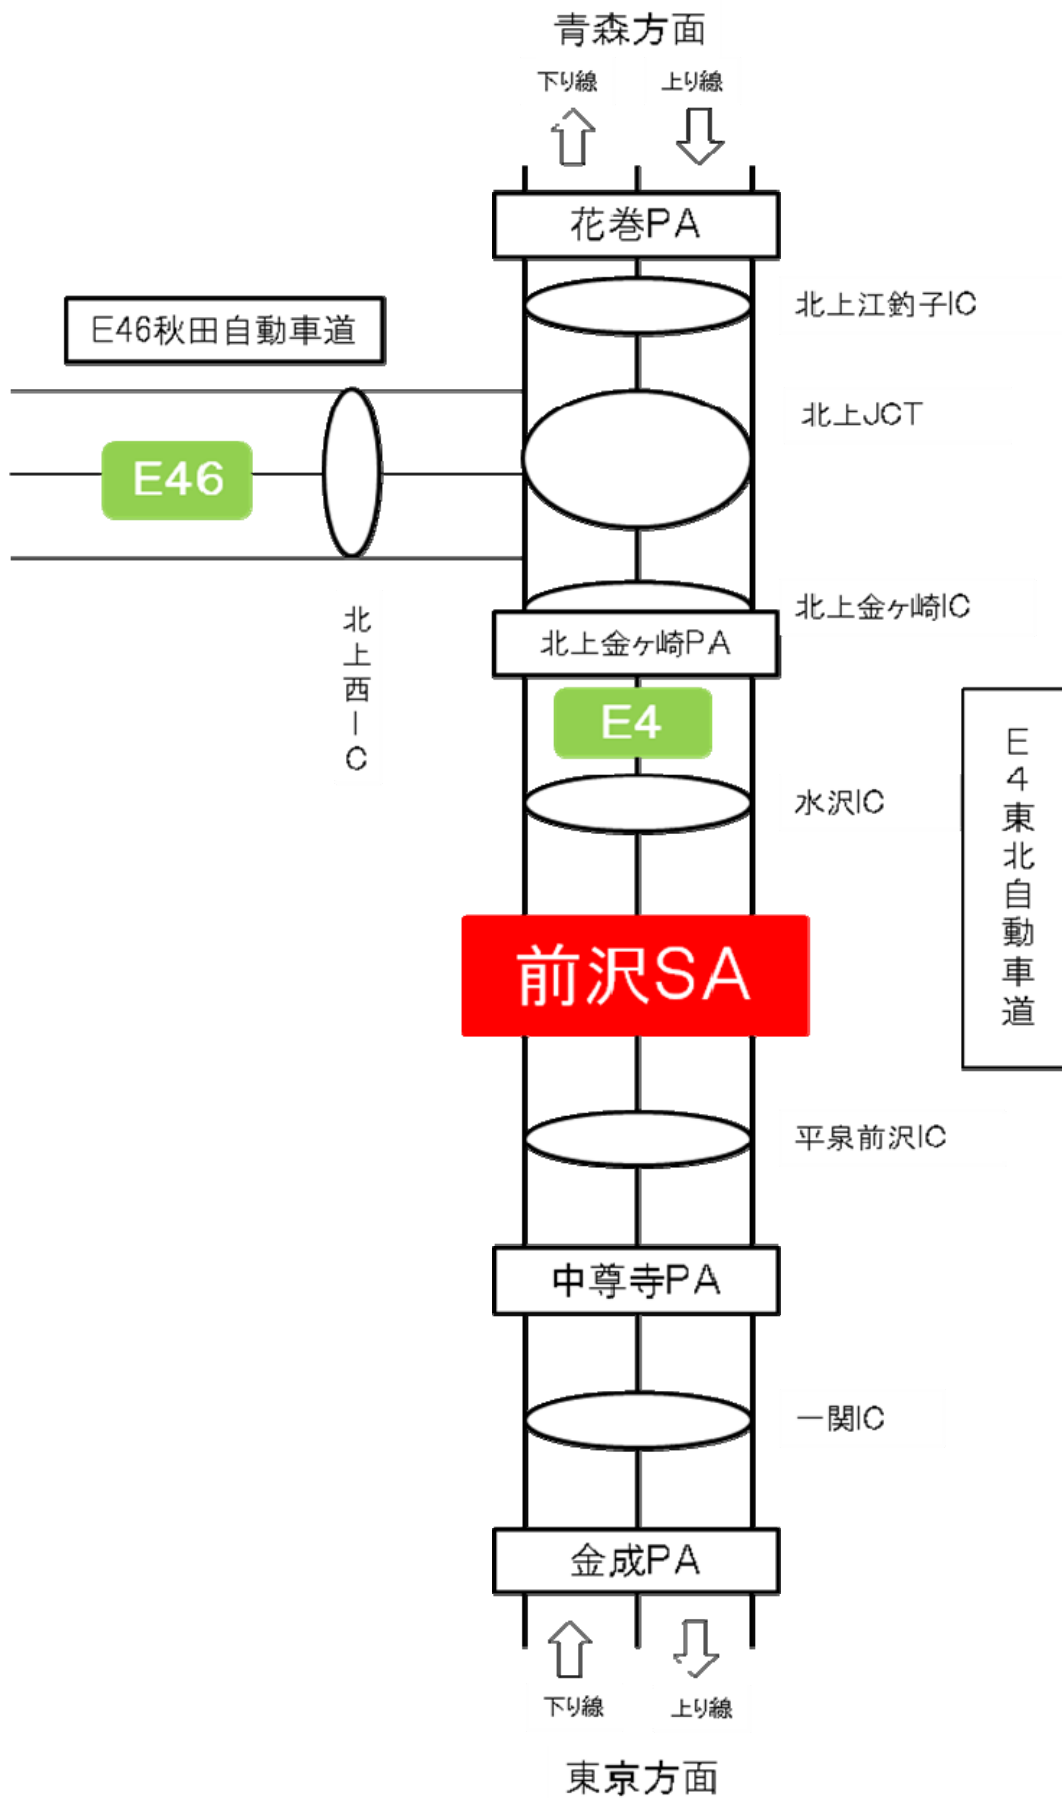 青森方面
下り線
上り線
花巻PA
北上江釣子IC
E46秋田自動車道
北上JCT
E46
北上金ヶ崎IC
北上金ヶ崎PA
北上西IC
E4
E4東北自動車道
水沢IC
前沢SA
平泉前沢IC
中尊寺PA
一関IC
金成PA
下り線
上り線
東京方面